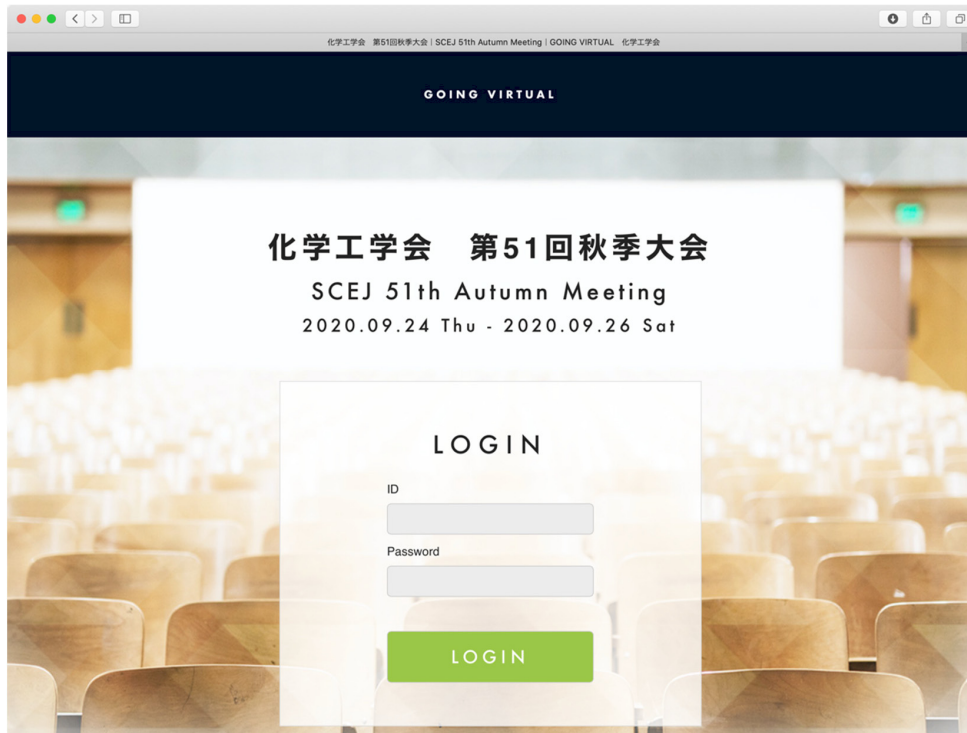 化学工学会　第51回秋季大会 | SCEJ 51th Autumn Meeting | GOING VIRTUAL　化学工学会
GOING VIRTUAL
化学工学会　第51回秋季大会
SCEJ 51th Autumn Meeting
2020.09.24 Thu - 2020.09.26 Sat
LOGIN
ID
Password
LOGIN